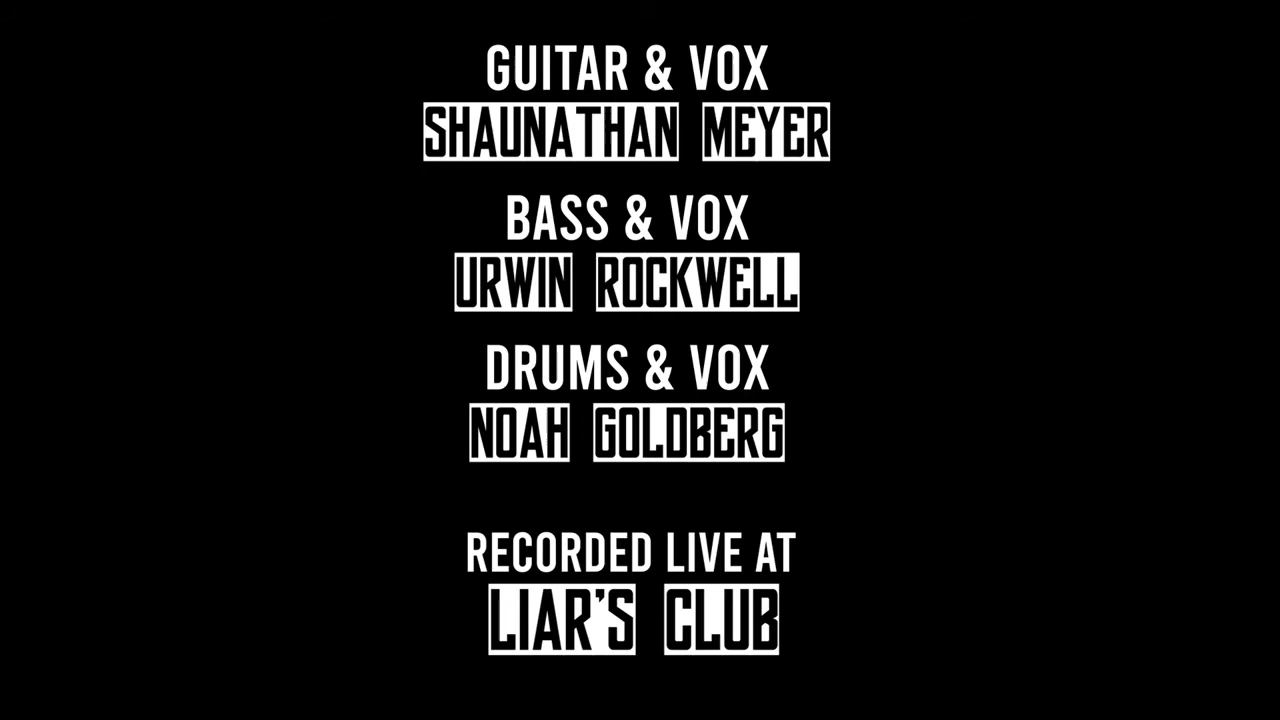 GUITAR & VOX
SHAUNATHAN MEYER
BASS & VOX
URWIN ROCKWELL
DRUMS & VOX
NOAH GOLDBERG
RECORDED LIVE AT
LIAR'S CLUB